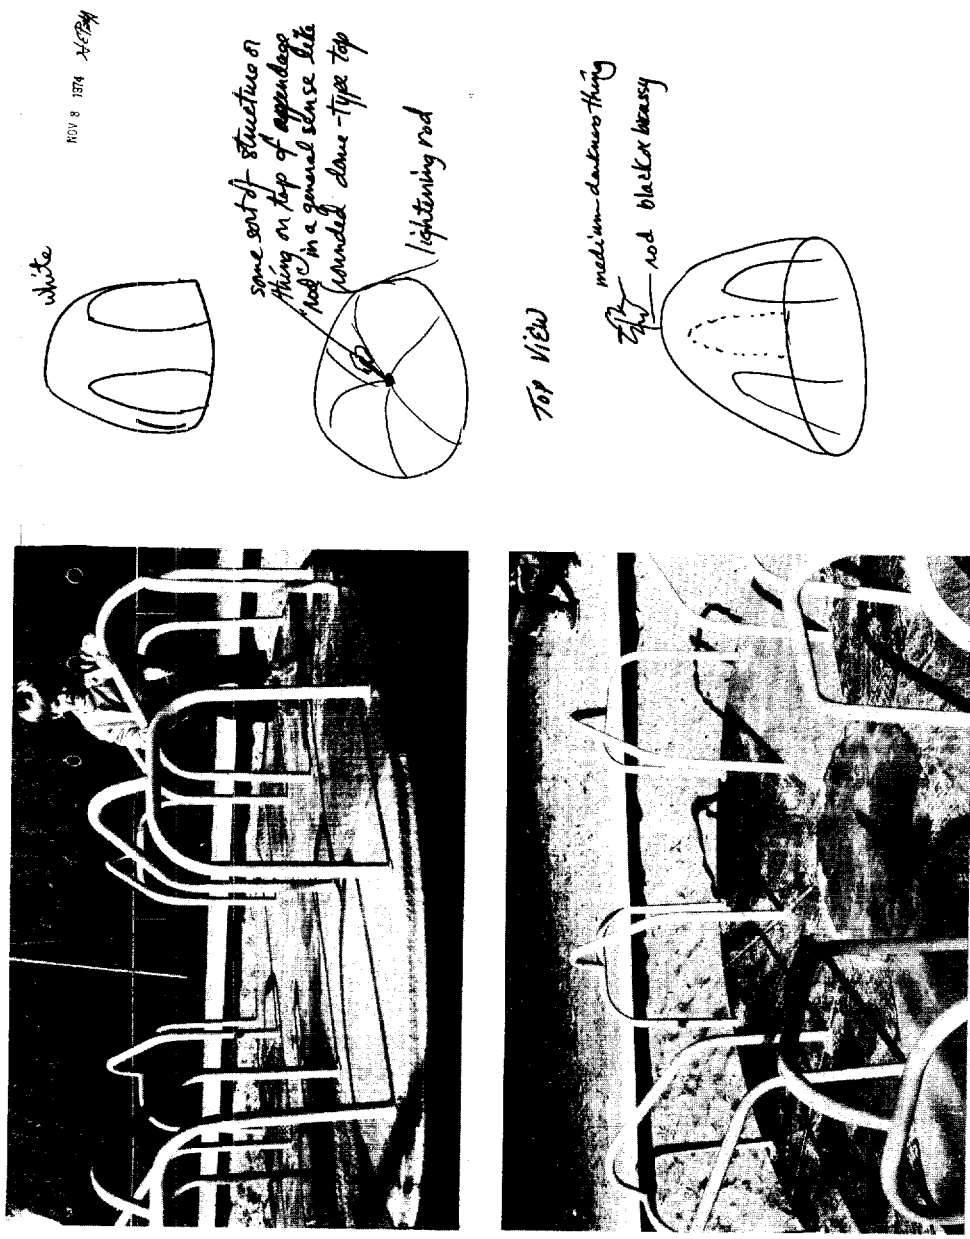 NOV 8 1974
white
some sort of structure or
thing on top of appendage
rod in a general sense like
rounded dome-type top
lightening rod
TOP VIEW
medium-darkness thing
rod black or brassy